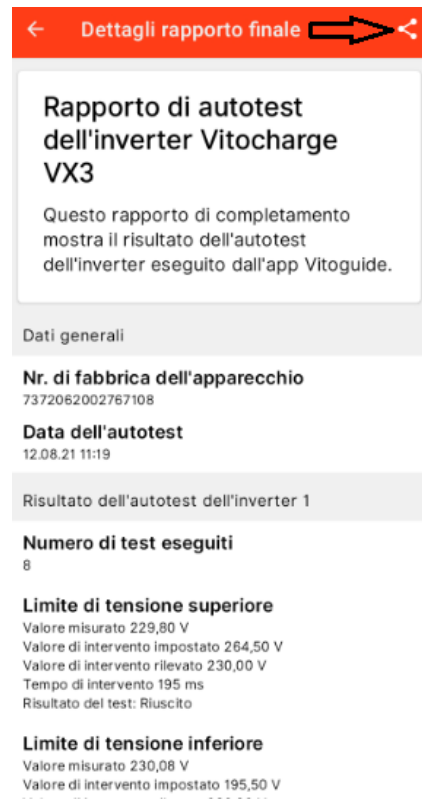 Dettagli rapporto finale
Rapporto di autotest
dell'inverter Vitocharge
VX3
Questo rapporto di completamento
mostra il risultato dell'autotest
dell'inverter eseguito dall'app Vitoguide.
Dati generali
Nr. di fabbrica dell'apparecchio
7372062002767108
Data dell'autotest
12.08.21 11:19
Risultato dell'autotest dell'inverter 1
Numero di test eseguiti
8
Limite di tensione superiore
Valore misurato 229,80 V
Valore di intervento impostato 264,50 V
Valore di intervento rilevato 230,00 V
Tempo di intervento 195 ms
Risultato del test: Riuscito
Limite di tensione inferiore
Valore misurato 230,08 V
Valore di intervento impostato 195,50 V